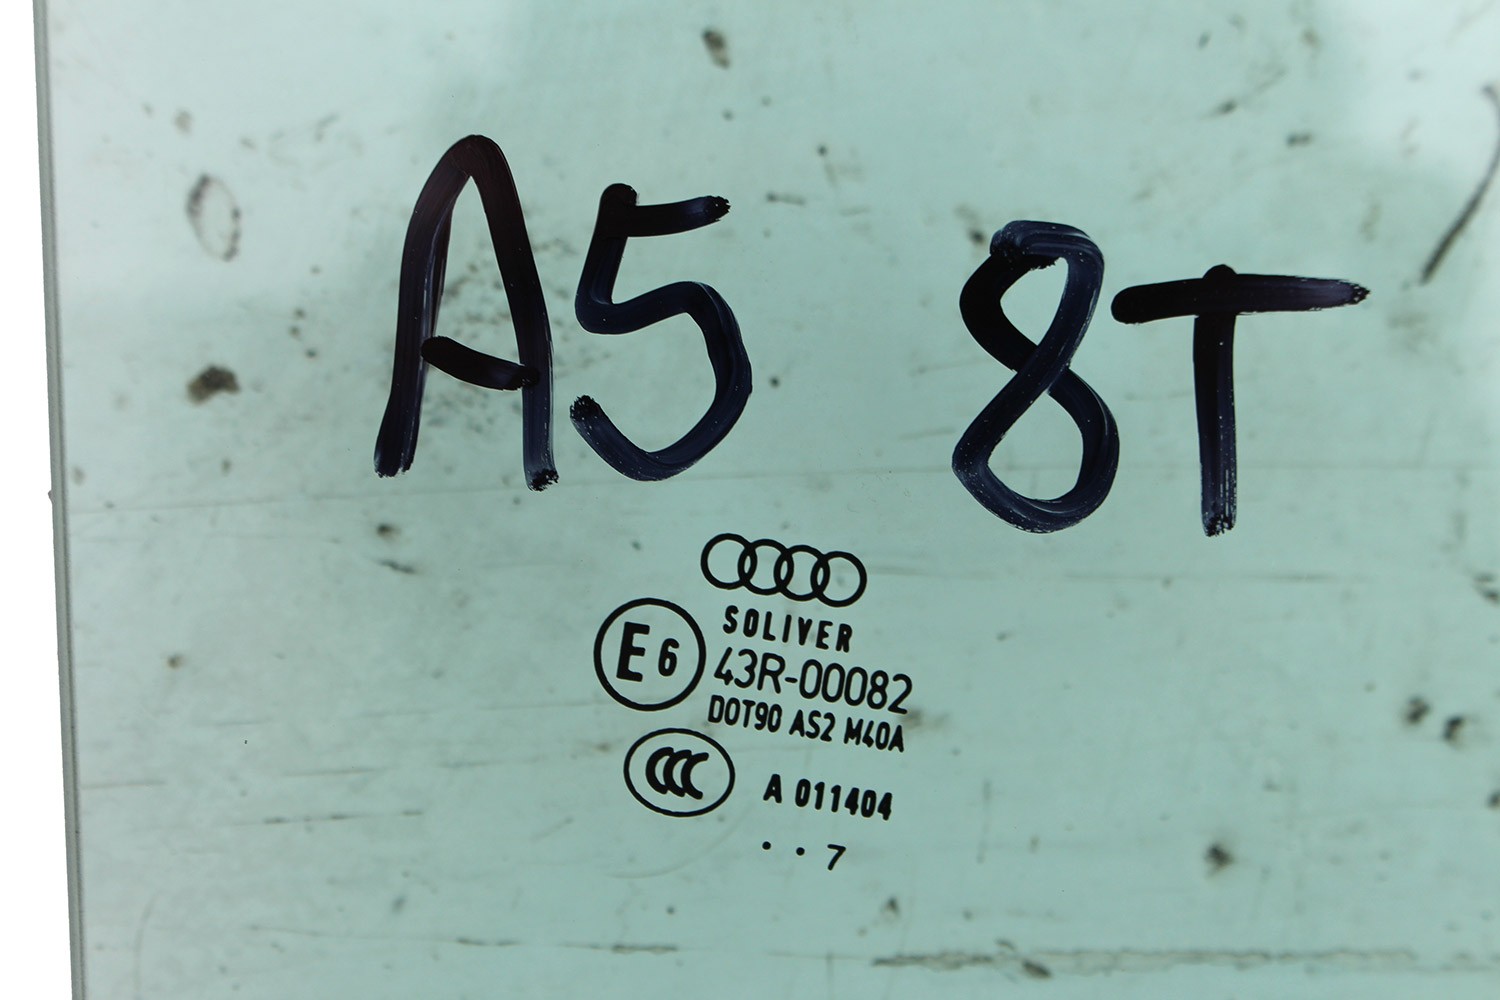 A5 8T
SOLIVER
E6 43R-00082
DOT90 AS2 M40A
CCC A 011404
. . 7